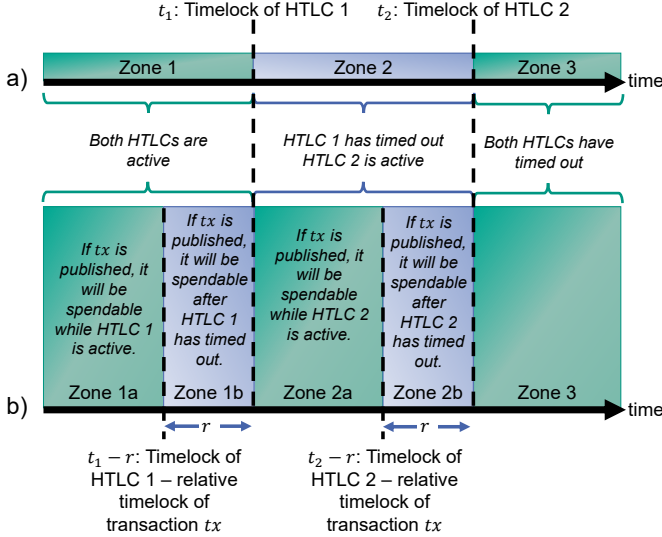 t₁: Timelock of HTLC 1
t₂: Timelock of HTLC 2
a)
Zone 1
Zone 2
Zone 3
time
Both HTLCs are
active
HTLC 1 has timed out
HTLC 2 is active
Both HTLCs have
timed out
If tx is
published, it
will be
spendable
while HTLC 1
is active.
If tx is
published,
it will be
spendable
after
HTLC 1
has timed
out.
If tx is
published, it
will be
spendable
while HTLC 2
is active.
If tx is
published,
it will be
spendable
after
HTLC 2
has timed
out.
Zone 1a
Zone 1b
Zone 2a
Zone 2b
Zone 3
b)
time
r
r
t₁ − r: Timelock of
HTLC 1 – relative
timelock of
transaction tx
t₂ − r: Timelock of
HTLC 2 – relative
timelock of
transaction tx